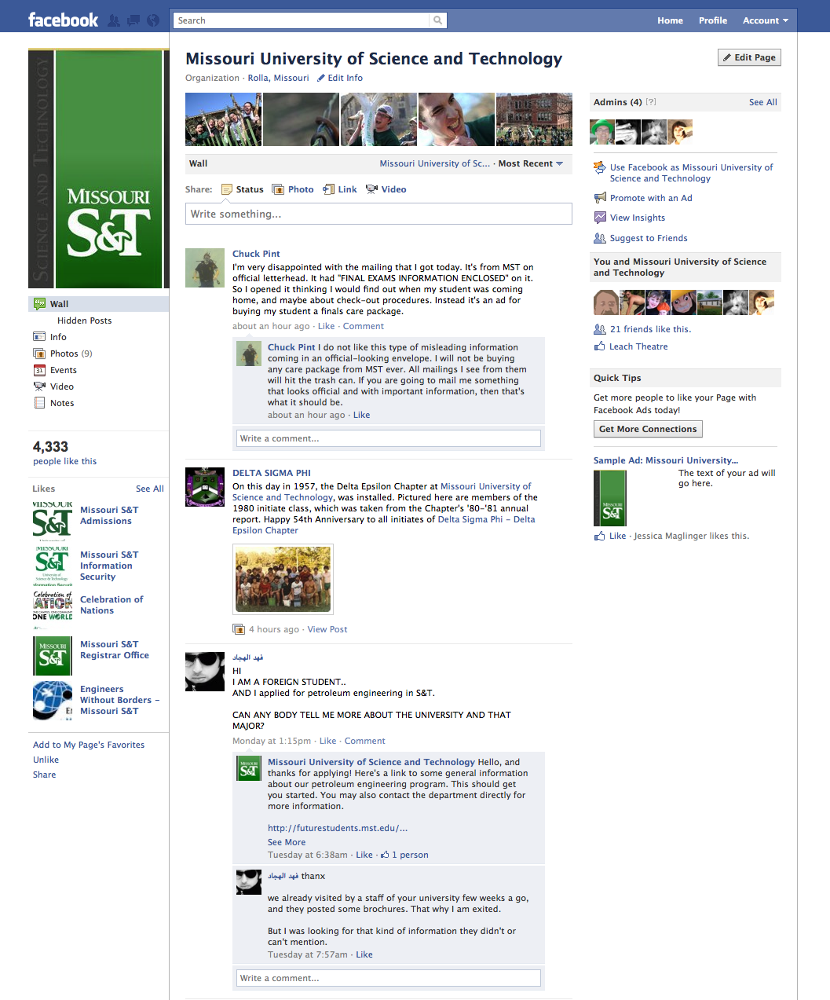 facebook
Search
Home Profile Account
SCIENCE AND TECHNOLOGY
MISSOURI
S&T
Wall
Hidden Posts
Info
Photos (9)
Events
Video
Notes
4,333
people like this
Likes See All
MISSOURI
S&T
Missouri S&T
Admissions
MISSOURI
S&T
Missouri S&T
Information
Security
Celebration of
NATIONS
ONE WORLD
Celebration of
Nations
MISSOURI
S&T
Missouri S&T
Registrar Office
Engineers
Without Borders -
Missouri S&T
Add to My Page's Favorites
Unlike
Share
Missouri University of Science and Technology
Organization · Rolla, Missouri Edit Info
Wall Missouri University of Sc... · Most Recent
Share: Status Photo Link Video
Write something...
Chuck Pint
I'm very disappointed with the mailing that I got today. It's from MST on
official letterhead. It had "FINAL EXAMS INFORMATION ENCLOSED" on it.
So I opened it thinking I would find out when my student was coming
home, and maybe about check-out procedures. Instead it's an ad for
buying my student a finals care package.
about an hour ago · Like · Comment
Chuck Pint I do not like this type of misleading information
coming in an official-looking envelope. I will not be buying
any care package from MST ever. All mailings I see from them
will hit the trash can. If you are going to mail me something
that looks official and with important information, then that's
what it should be.
about an hour ago · Like
Write a comment...
DELTA SIGMA PHI
On this day in 1957, the Delta Epsilon Chapter at Missouri University of
Science and Technology, was installed. Pictured here are members of the
1980 initiate class, which was taken from the Chapter's '80-'81 annual
report. Happy 54th Anniversary to all initiates of Delta Sigma Phi - Delta
Epsilon Chapter
4 hours ago · View Post
فهد الهجاد
HI
I AM A FOREIGN STUDENT..
AND I applied for petroleum engineering in S&T.
CAN ANY BODY TELL ME MORE ABOUT THE UNIVERSITY AND THAT
MAJOR?
Monday at 1:15pm · Like · Comment
MISSOURI
S&T
Missouri University of Science and Technology Hello, and
thanks for applying! Here's a link to some general information
about our petroleum engineering program. This should get
you started. You may also contact the department directly for
more information.
http://futurestudents.mst.edu/...
See More
Tuesday at 6:38am · Like · 1 person
فهد الهجاد thanx
we already visited by a staff of your university few weeks a go,
and they posted some brochures. That why I am exited.
But I was looking for that kind of information they didn't or
can't mention.
Tuesday at 7:57am · Like
Write a comment...
Edit Page
Admins (4) [?] See All
Use Facebook as Missouri University of
Science and Technology
Promote with an Ad
View Insights
Suggest to Friends
You and Missouri University of Science
and Technology
21 friends like this.
Leach Theatre
Quick Tips
Get more people to like your Page with
Facebook Ads today!
Get More Connections
Sample Ad: Missouri University...
MISSOURI
S&T
The text of your ad will
go here.
Like · Jessica Maglinger likes this.